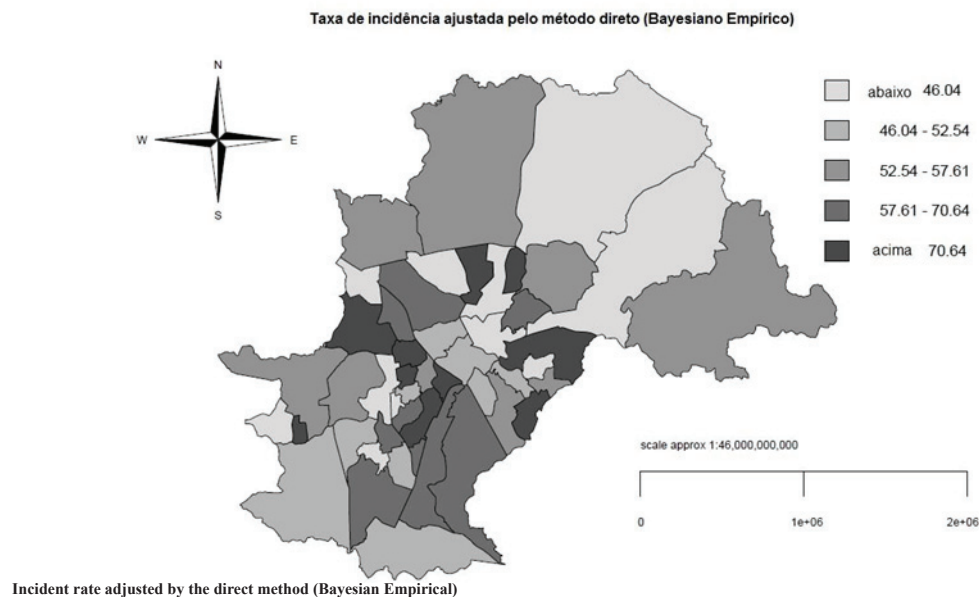 Taxa de incidência ajustada pelo método direto (Bayesiano Empírico)
N
W E
S
abaixo 46.04
46.04 - 52.54
52.54 - 57.61
57.61 - 70.64
acima 70.64
scale approx 1:46,000,000,000
0 1e+06 2e+06
Incident rate adjusted by the direct method (Bayesian Empirical)